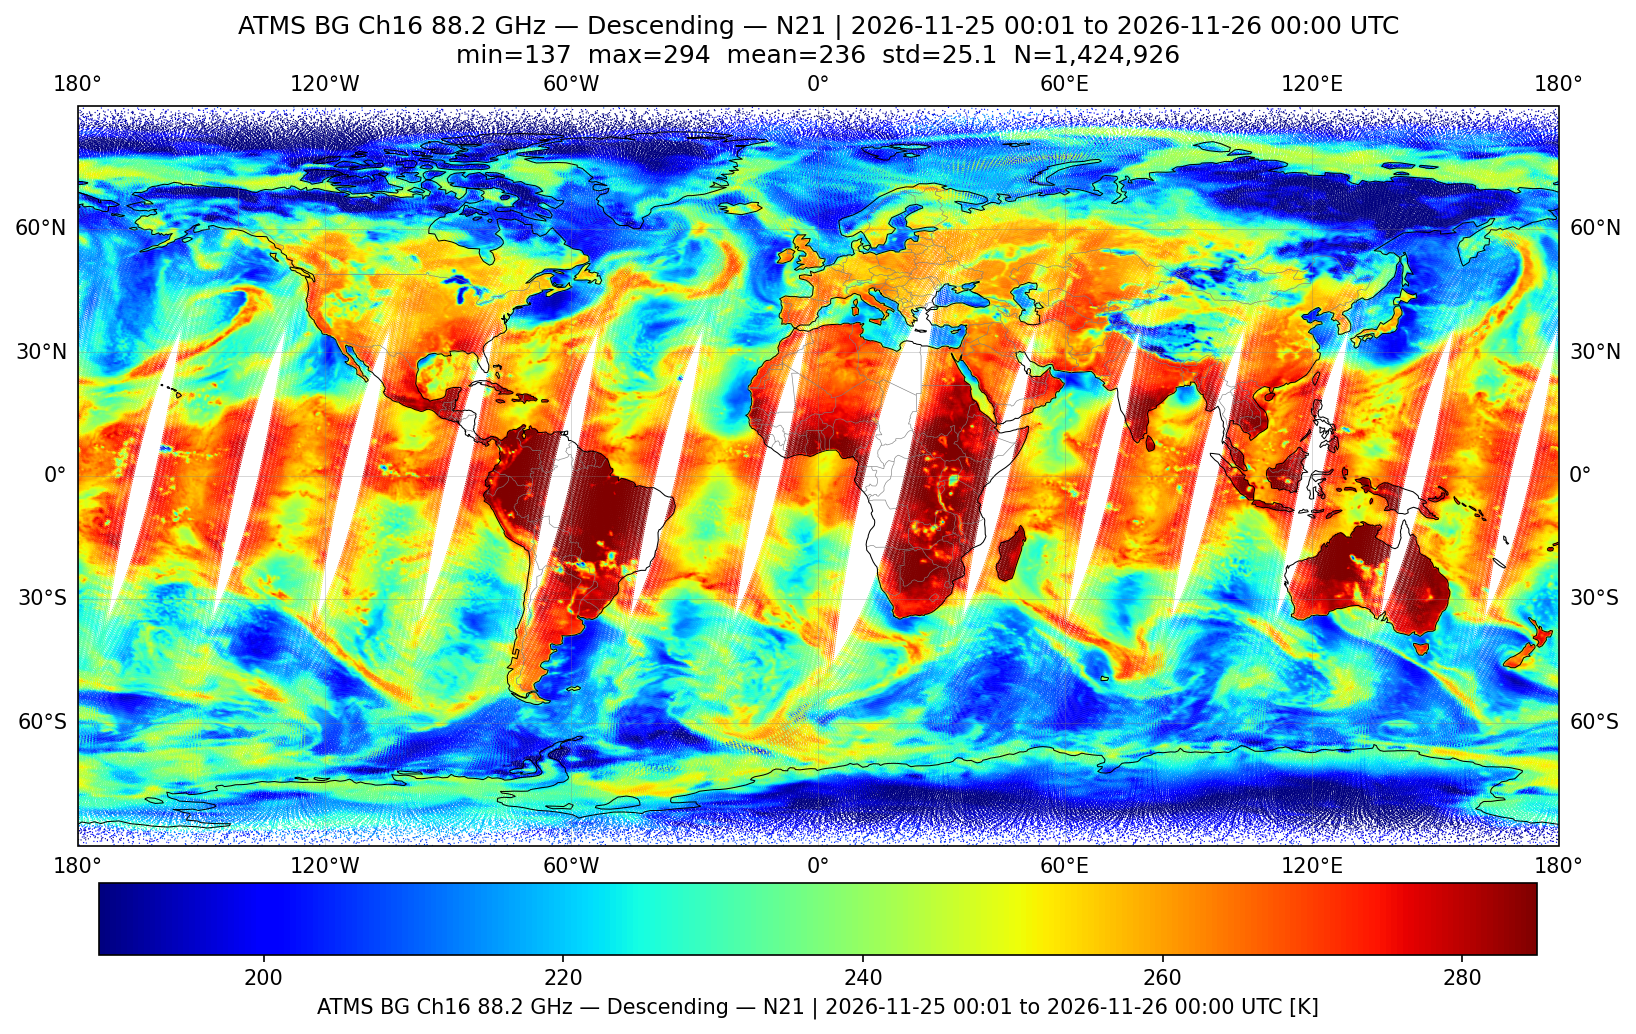 ATMS BG Ch16 88.2 GHz — Descending — N21 | 2026-11-25 00:01 to 2026-11-26 00:00 UTC
min=137 max=294 mean=236 std=25.1 N=1,424,926
180° 120°W 60°W 0° 60°E 120°E 180°
60°N 60°N
30°N 30°N
0° 0°
30°S 30°S
60°S 60°S
180° 120°W 60°W 0° 60°E 120°E 180°
200 220 240 260 280
ATMS BG Ch16 88.2 GHz — Descending — N21 | 2026-11-25 00:01 to 2026-11-26 00:00 UTC [K]